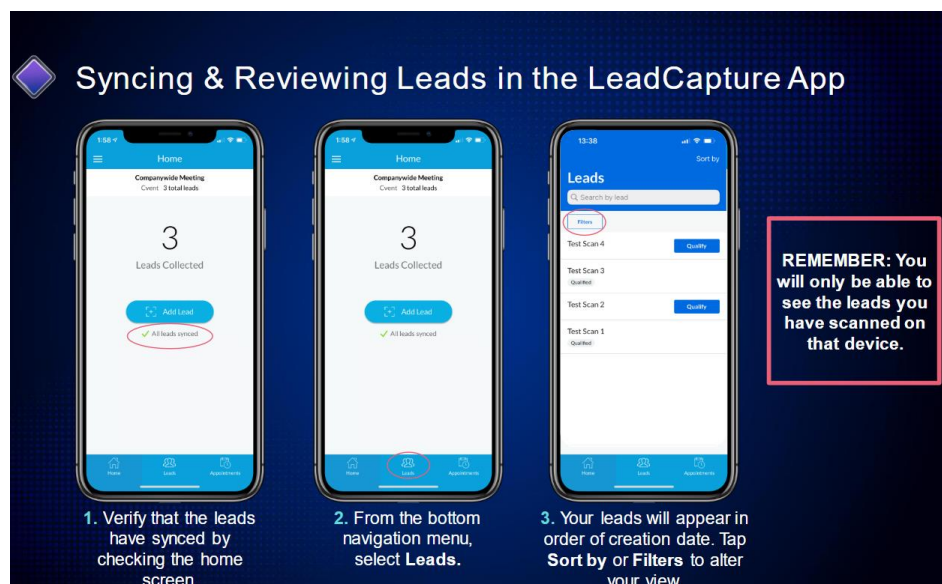 Syncing & Reviewing Leads in the LeadCapture App
1:58
Home
Companywide Meeting
Cvent 3 total leads
3
Leads Collected
Add Lead
All leads synced
Home
Leads
Appointments
1:58
Home
Companywide Meeting
Cvent 3 total leads
3
Leads Collected
Add Lead
All leads synced
Home
Leads
Appointments
13:38
Sort by
Leads
Search by lead
Filters
Test Scan 4
Qualify
Test Scan 3
Qualified
Test Scan 2
Qualify
Test Scan 1
Qualified
Home
Leads
Appointments
REMEMBER: You
will only be able to
see the leads you
have scanned on
that device.
1. Verify that the leads
have synced by
checking the home
screen
2. From the bottom
navigation menu,
select Leads.
3. Your leads will appear in
order of creation date. Tap
Sort by or Filters to alter
your view